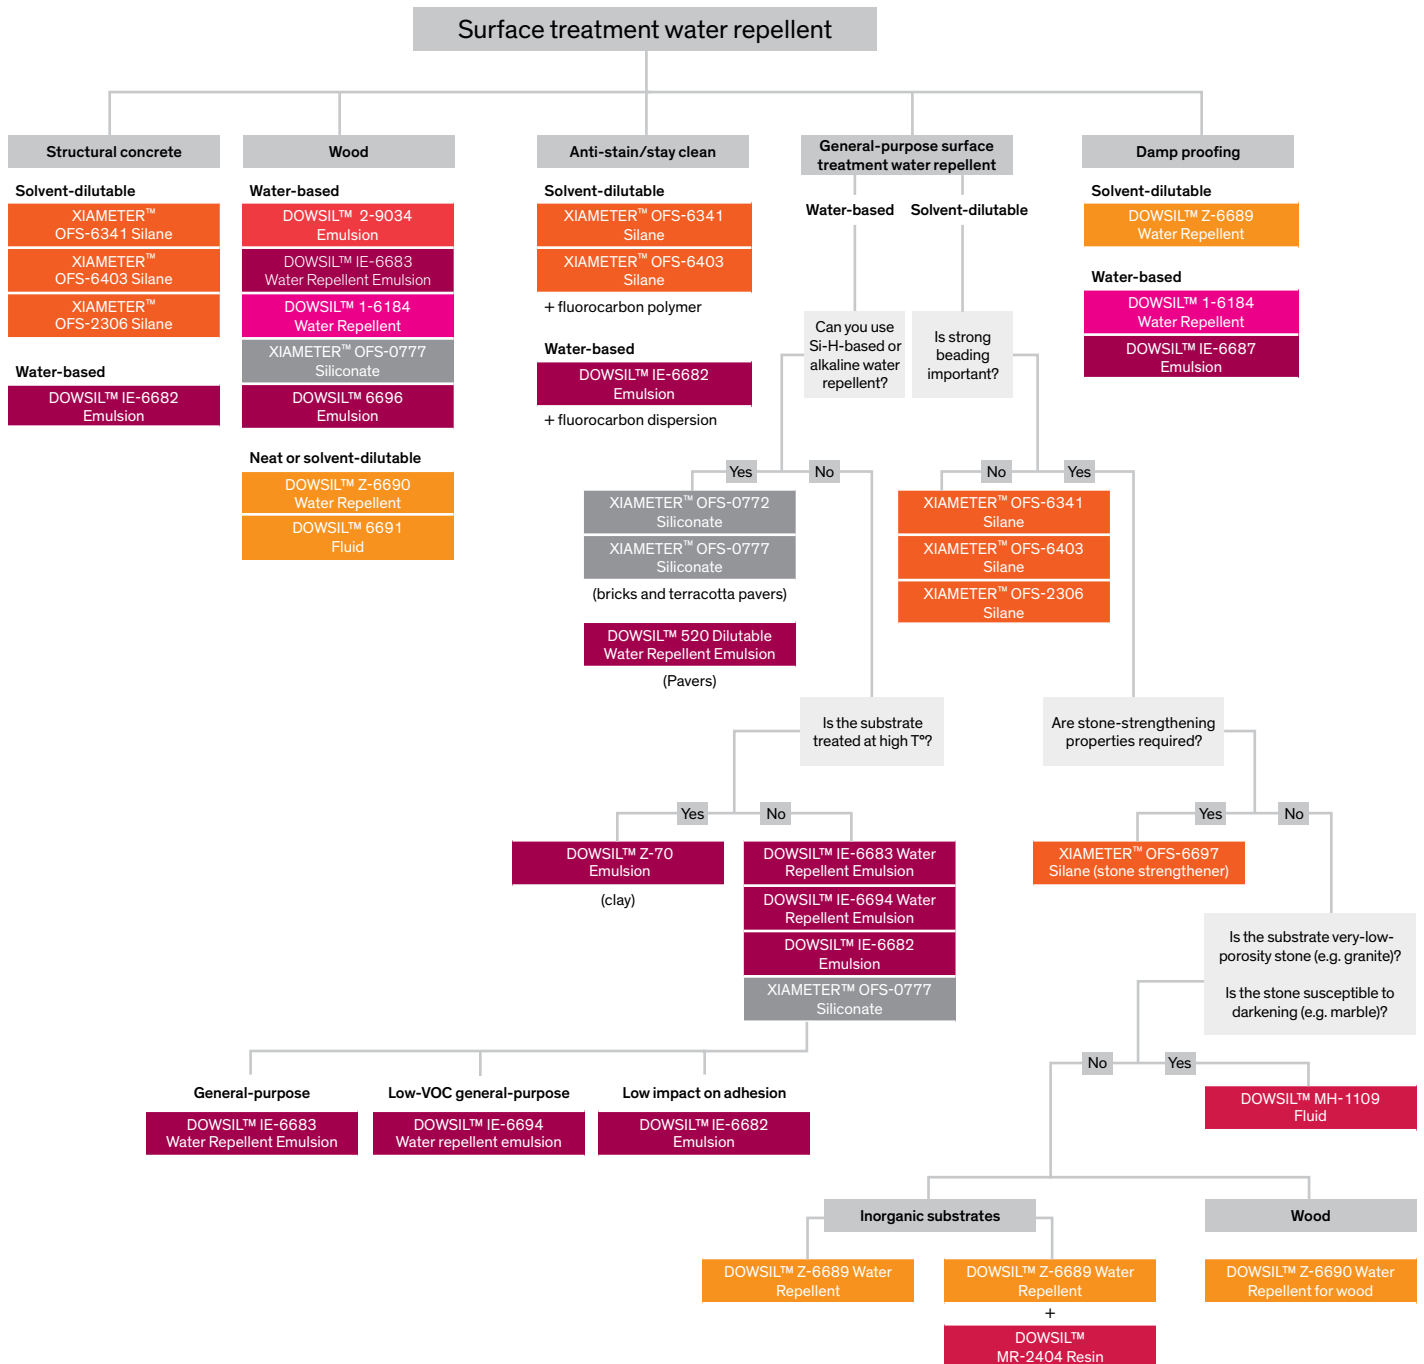 Surface treatment water repellent
Structural concrete
Solvent-dilutable
XIAMETER™
OFS-6341 Silane
XIAMETER™
OFS-6403 Silane
XIAMETER™
OFS-2306 Silane
Water-based
DOWSIL™ IE-6682
Emulsion
Wood
Water-based
DOWSIL™ 2-9034
Emulsion
DOWSIL™ IE-6683
Water Repellent Emulsion
DOWSIL™ 1-6184
Water Repellent
XIAMETER™ OFS-0777
Siliconate
DOWSIL™ 6696
Emulsion
Neat or solvent-dilutable
DOWSIL™ Z-6690
Water Repellent
DOWSIL™ 6691
Fluid
Anti-stain/stay clean
Solvent-dilutable
XIAMETER™ OFS-6341
Silane
XIAMETER™ OFS-6403
Silane
+ fluorocarbon polymer
Water-based
DOWSIL™ IE-6682
Emulsion
+ fluorocarbon dispersion
General-purpose surface
treatment water repellent
Water-based
Solvent-dilutable
Can you use
Si-H-based or
alkaline water
repellent?
Is strong
beading
important?
Damp proofing
Solvent-dilutable
DOWSIL™ Z-6689
Water Repellent
Water-based
DOWSIL™ 1-6184
Water Repellent
DOWSIL™ IE-6687
Emulsion
Yes
No
XIAMETER™ OFS-0772
Siliconate
XIAMETER™ OFS-0777
Siliconate
(bricks and terracotta pavers)
DOWSIL™ 520 Dilutable
Water Repellent Emulsion
(Pavers)
No
Yes
XIAMETER™ OFS-6341
Silane
XIAMETER™ OFS-6403
Silane
XIAMETER™ OFS-2306
Silane
Is the substrate
treated at high T°?
Are stone-strengthening
properties required?
Yes
No
DOWSIL™ Z-70
Emulsion
(clay)
DOWSIL™ IE-6683 Water
Repellent Emulsion
DOWSIL™ IE-6694 Water
Repellent Emulsion
DOWSIL™ IE-6682
Emulsion
XIAMETER™ OFS-0777
Siliconate
Yes
No
XIAMETER™ OFS-6697
Silane (stone strengthener)
Is the substrate very-low-
porosity stone (e.g. granite)?
Is the stone susceptible to
darkening (e.g. marble)?
General-purpose
DOWSIL™ IE-6683
Water Repellent Emulsion
Low-VOC general-purpose
DOWSIL™ IE-6694
Water repellent emulsion
Low impact on adhesion
DOWSIL™ IE-6682
Emulsion
No
Yes
DOWSIL™ MH-1109
Fluid
Inorganic substrates
Wood
DOWSIL™ Z-6689 Water
Repellent
DOWSIL™ Z-6689 Water
Repellent
+
DOWSIL™
MR-2404 Resin
DOWSIL™ Z-6690 Water
Repellent for wood